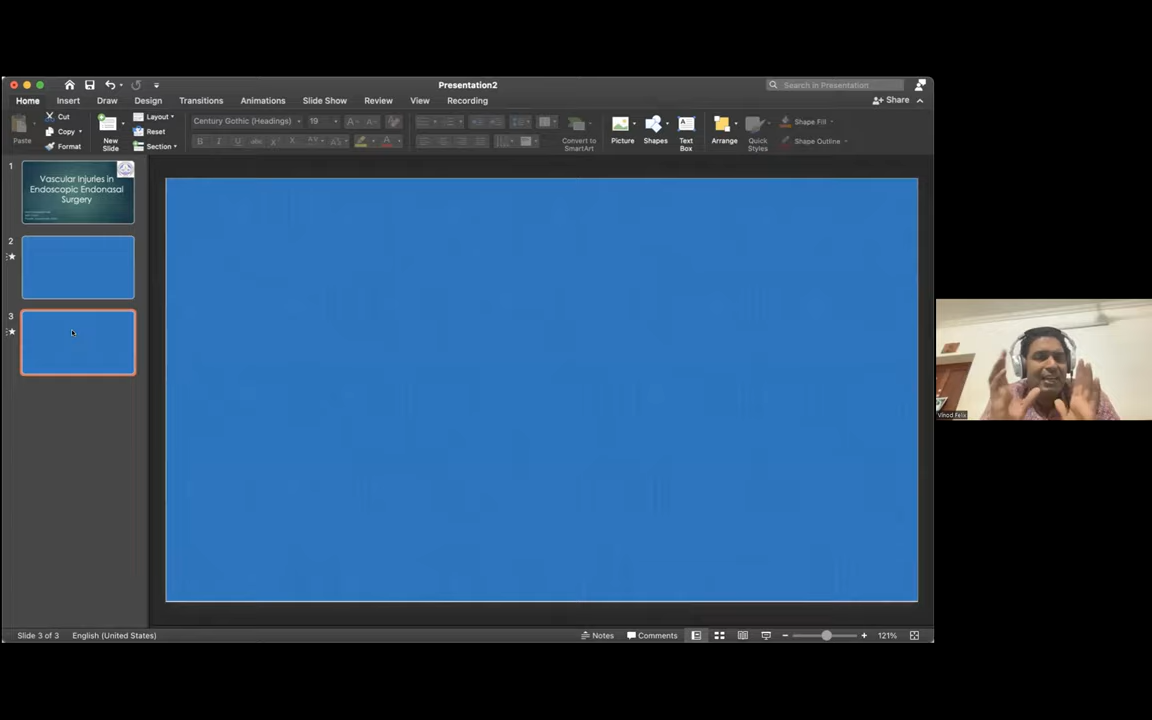 Presentation2
Search in Presentation
Home Insert Draw Design Transitions Animations Slide Show Review View Recording
Share
Paste
Cut
Copy
Format
New
Slide
Layout
Reset
Section
Century Gothic (Headings)
19
Convert to
SmartArt
Picture
Shapes
Text
Box
Arrange
Quick
Styles
Shape Fill
Shape Outline
1
Vascular Injuries in
Endoscopic Endonasal
Surgery
2
3
Vinod Felix
Slide 3 of 3
English (United States)
Notes
Comments
121%